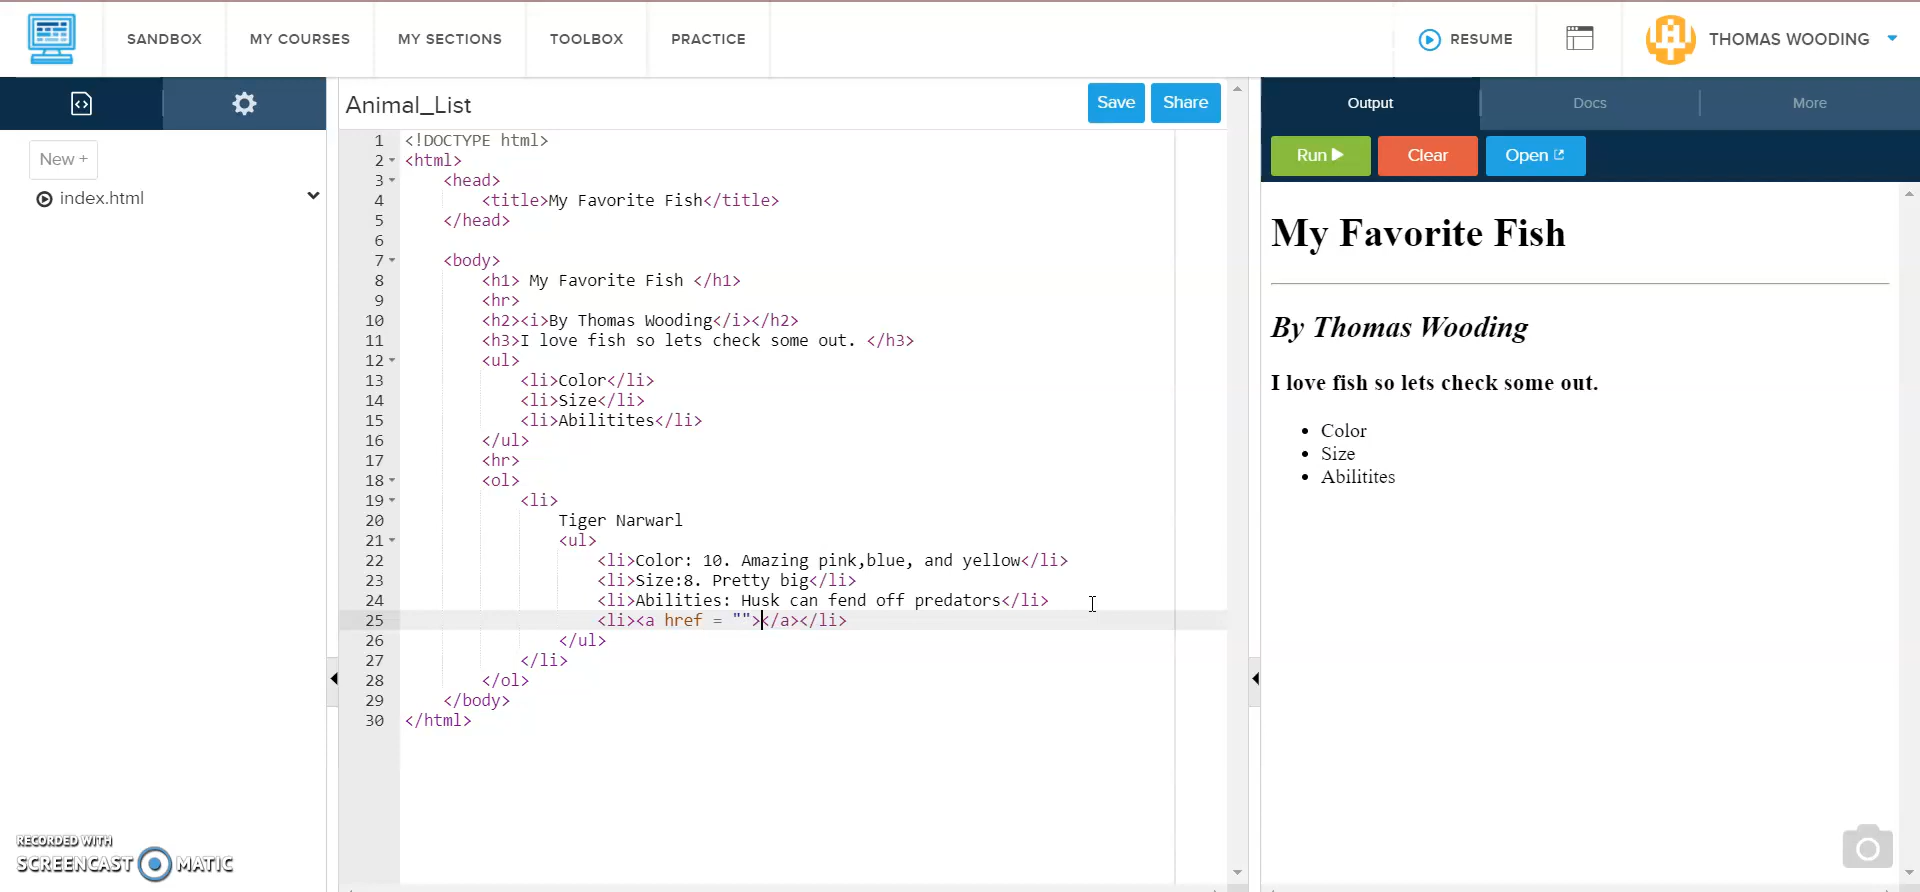 SANDBOX MY COURSES MY SECTIONS TOOLBOX PRACTICE RESUME THOMAS WOODING
Animal_List Save Share Output Docs More
New + Run Clear Open
index.html
1 <!DOCTYPE html>
2 <html>
3 <head>
4 <title>My Favorite Fish</title>
5 </head>
6
7 <body>
8 <h1> My Favorite Fish </h1>
9 <hr>
10 <h2><i>By Thomas Wooding</i></h2>
11 <h3>I love fish so lets check some out. </h3>
12 <ul>
13 <li>Color</li>
14 <li>Size</li>
15 <li>Abilitites</li>
16 </ul>
17 <hr>
18 <ol>
19 <li>
20 Tiger Narwarl
21 <ul>
22 <li>Color: 10. Amazing pink,blue, and yellow</li>
23 <li>Size:8. Pretty big</li>
24 <li>Abilities: Husk can fend off predators</li>
25 <li><a href = ""></a></li>
26 </ul>
27 </li>
28 </ol>
29 </body>
30 </html>
My Favorite Fish
By Thomas Wooding
I love fish so lets check some out.
• Color
• Size
• Abilitites
RECORDED WITH
SCREENCAST MATIC